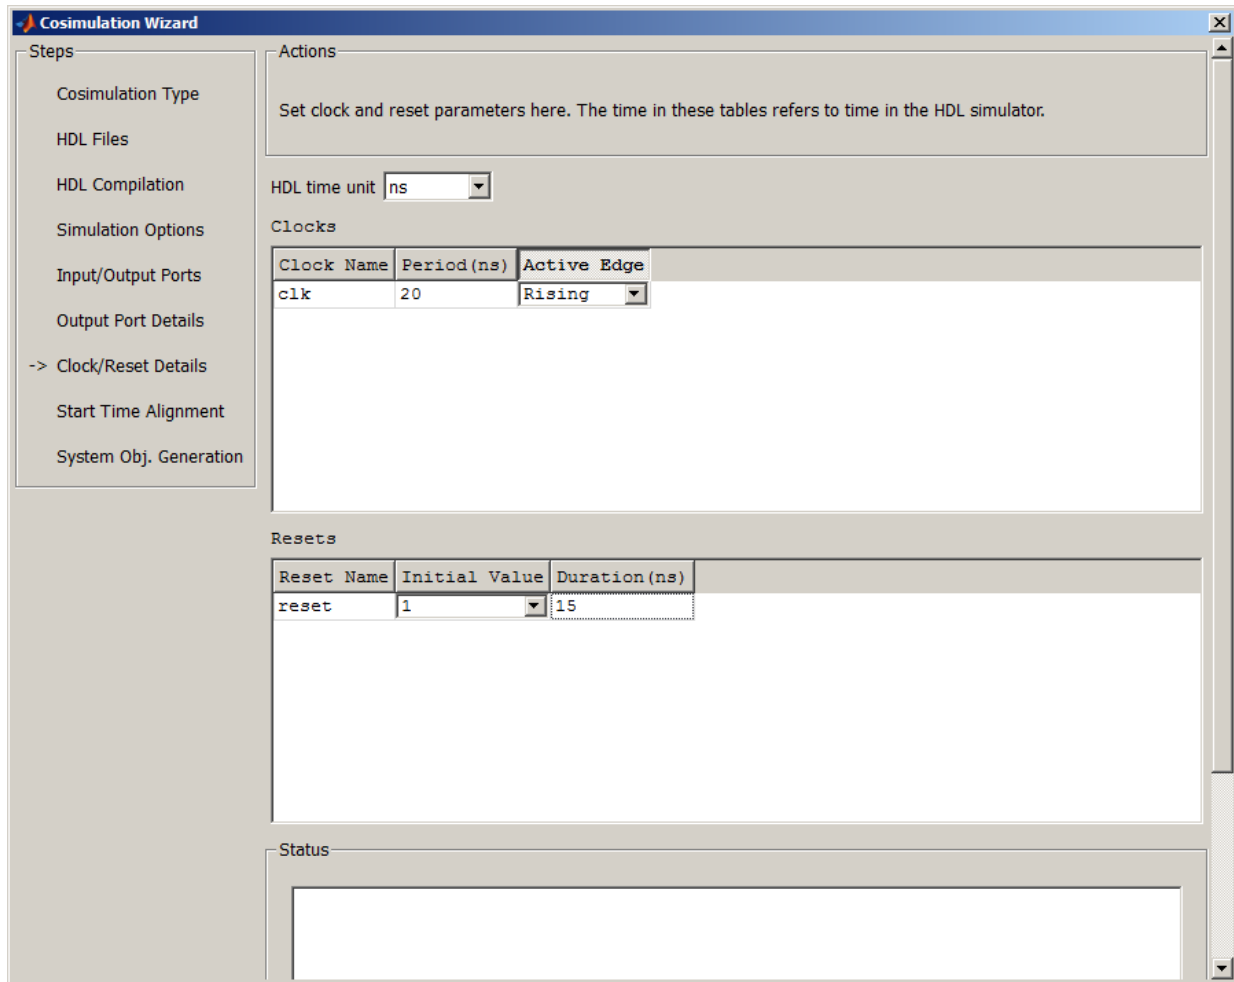 Cosimulation Wizard
Steps
Cosimulation Type
HDL Files
HDL Compilation
Simulation Options
Input/Output Ports
Output Port Details
-> Clock/Reset Details
Start Time Alignment
System Obj. Generation
Actions
Set clock and reset parameters here. The time in these tables refers to time in the HDL simulator.
HDL time unit ns
Clocks
Clock Name Period(ns) Active Edge
clk 20 Rising
Resets
Reset Name Initial Value Duration(ns)
reset 1 15
Status